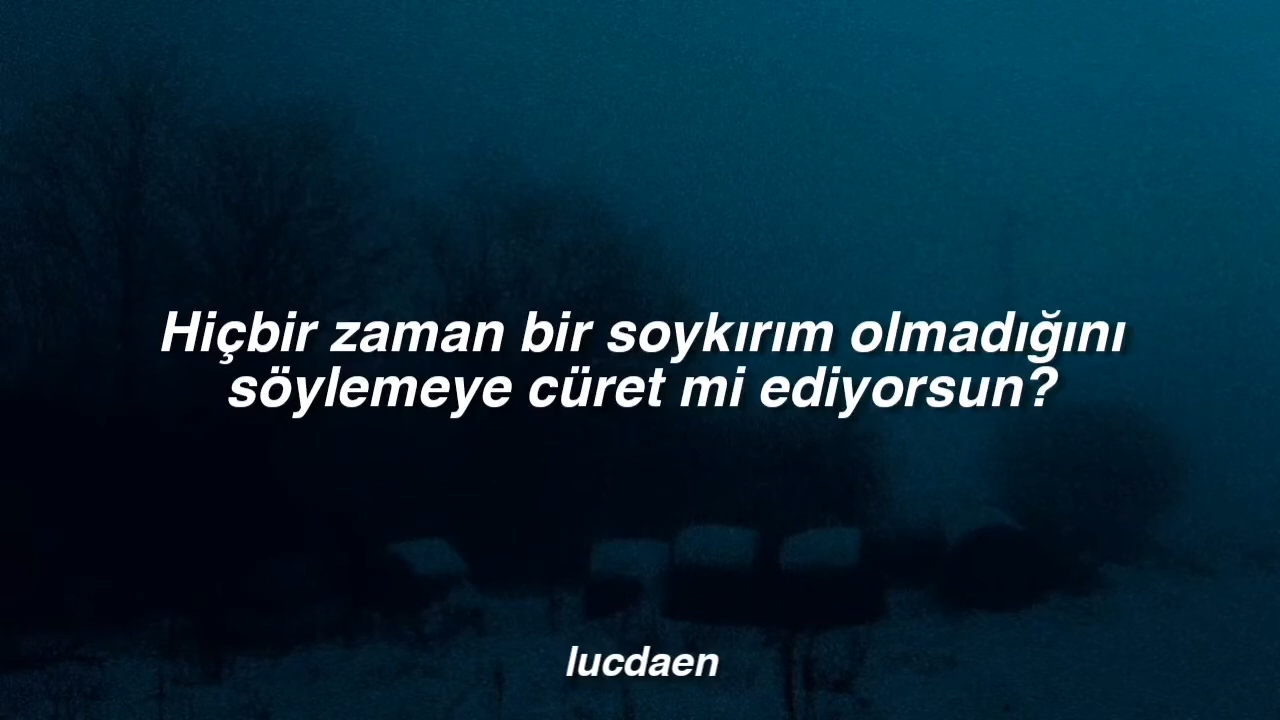 Hiçbir zaman bir soykırım olmadığını
söylemeye cüret mi ediyorsun?
lucdaen